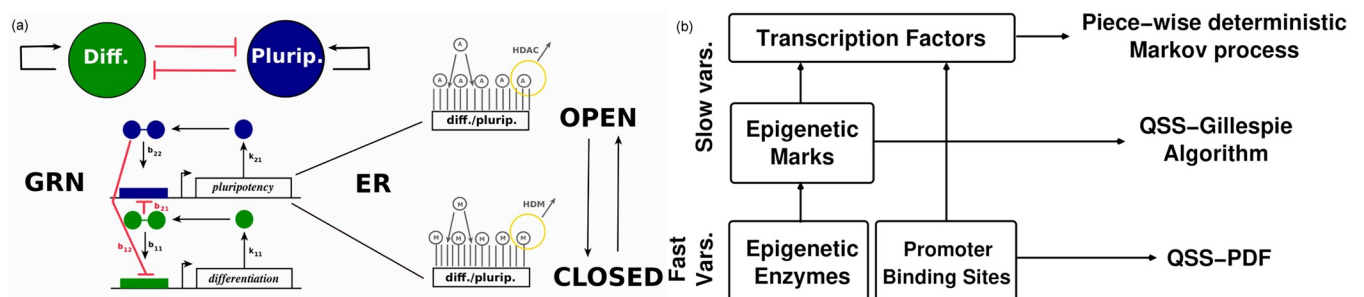 (a)
Diff.
Plurip.
GRN
b₂₂
k₂₁
pluripotency
b₂₁
b₁₂
b₁₁
k₁₁
differentiation
ER
A
HDAC
A A A A A
diff./plurip.
OPEN
M
HDM
M M M M M
diff./plurip.
CLOSED
(b)
Slow vars.
Fast
Vars.
Transcription Factors
Piece−wise deterministic
Markov process
Epigenetic
Marks
QSS−Gillespie
Algorithm
Epigenetic
Enzymes
Promoter
Binding Sites
QSS−PDF